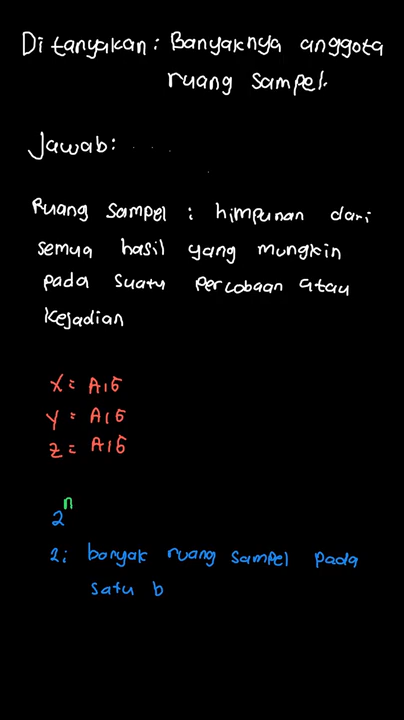 Ditanyakan : Banyaknya anggota
ruang sampel.
Jawab : ....
Ruang Sampel : himpunan dari
semua hasil yang mungkin
pada suatu percobaan atau
kejadian
X = A1G
Y = A1G
Z = A1G
2ⁿ
2 : banyak ruang sampel pada
satu b